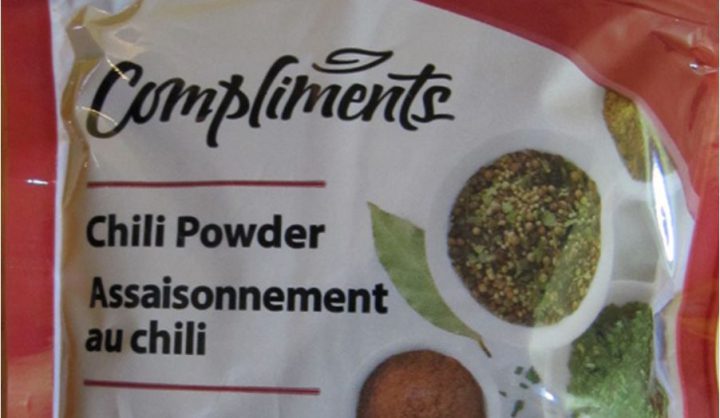 Compliments
Chili Powder
Assaisonnement
au chili